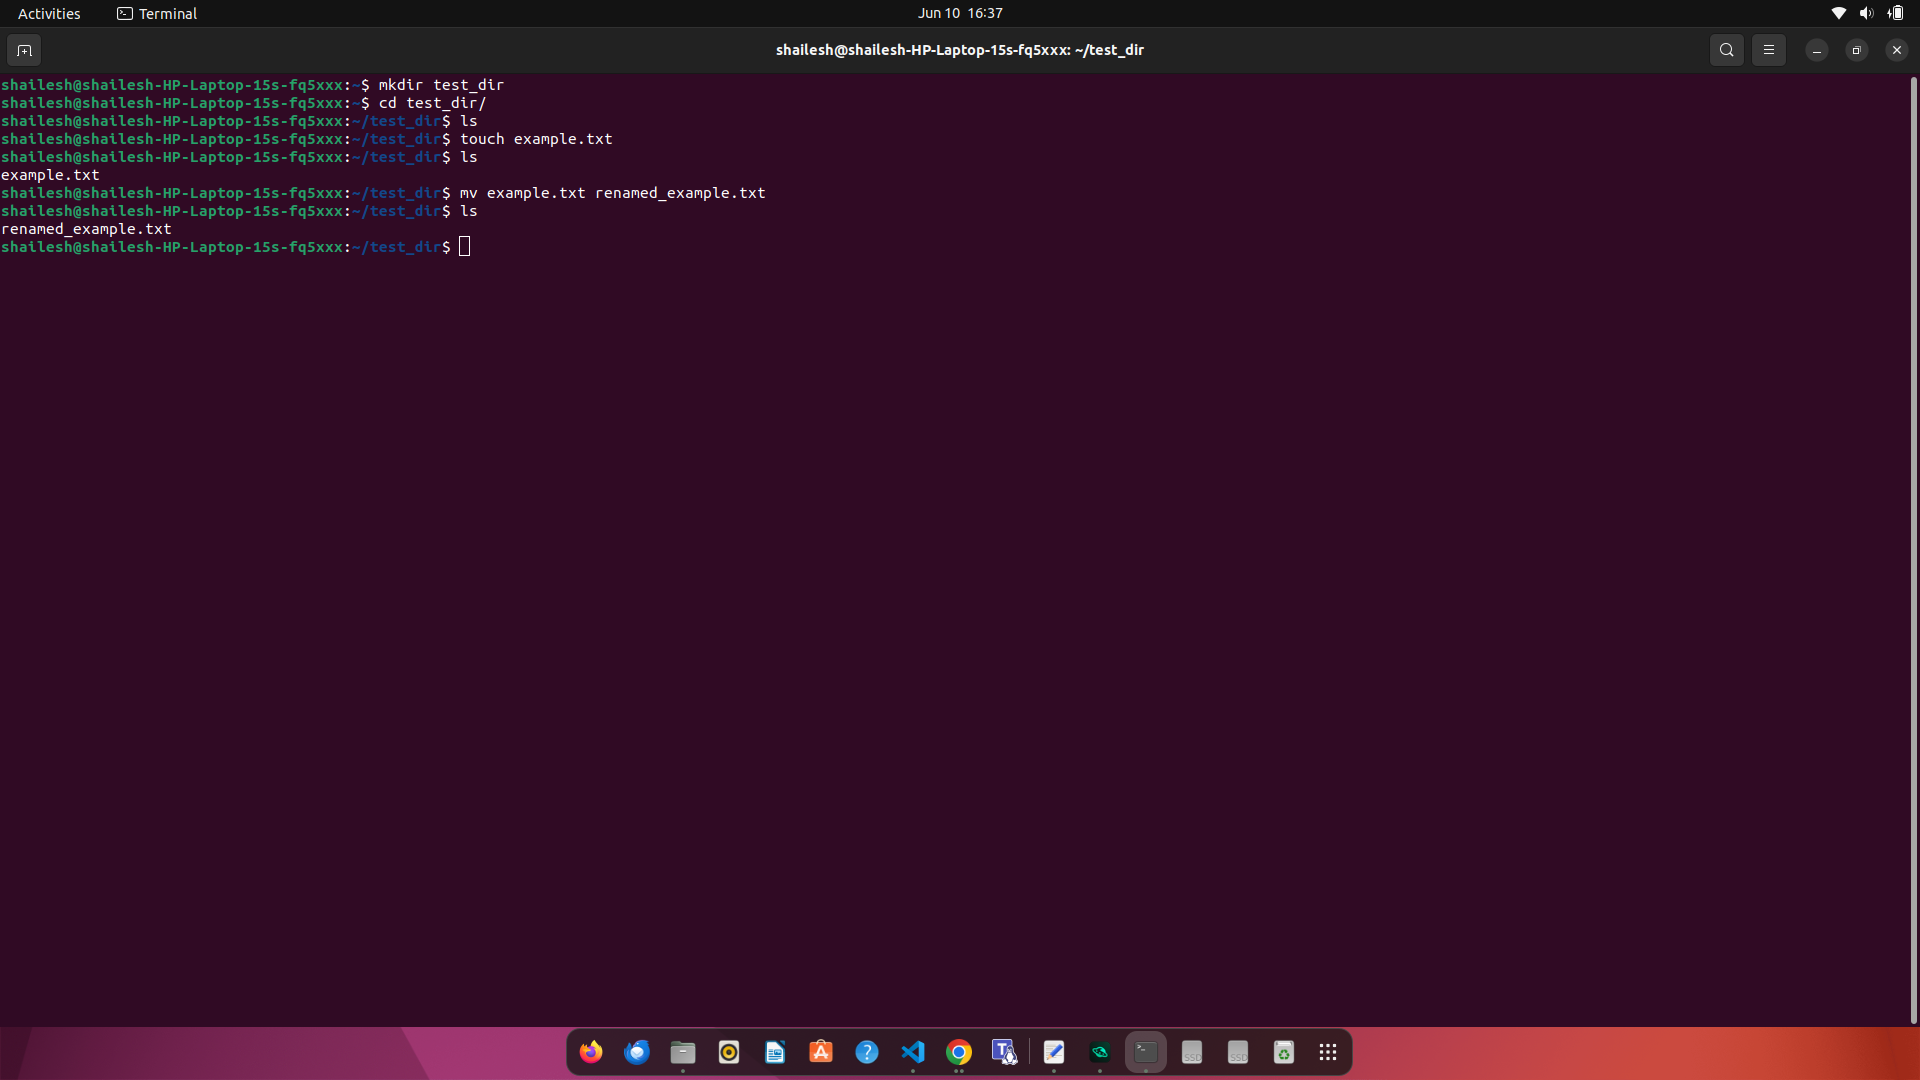 Activities Terminal Jun 10 16:37
shailesh@shailesh-HP-Laptop-15s-fq5xxx: ~/test_dir
shailesh@shailesh-HP-Laptop-15s-fq5xxx:~$ mkdir test_dir
shailesh@shailesh-HP-Laptop-15s-fq5xxx:~$ cd test_dir/
shailesh@shailesh-HP-Laptop-15s-fq5xxx:~/test_dir$ ls
shailesh@shailesh-HP-Laptop-15s-fq5xxx:~/test_dir$ touch example.txt
shailesh@shailesh-HP-Laptop-15s-fq5xxx:~/test_dir$ ls
example.txt
shailesh@shailesh-HP-Laptop-15s-fq5xxx:~/test_dir$ mv example.txt renamed_example.txt
shailesh@shailesh-HP-Laptop-15s-fq5xxx:~/test_dir$ ls
renamed_example.txt
shailesh@shailesh-HP-Laptop-15s-fq5xxx:~/test_dir$
SSD SSD